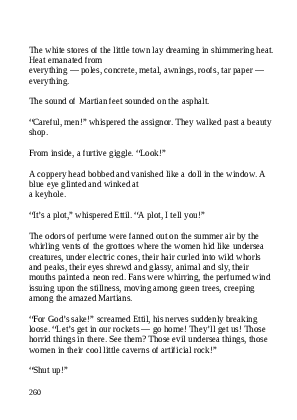 The white stores of the little town lay dreaming in shimmering heat.
Heat emanated from
everything — poles, concrete, metal, awnings, roofs, tar paper —
everything.
The sound of Martian feet sounded on the asphalt.
“Careful, men!” whispered the assignor. They walked past a beauty
shop.
From inside, a furtive giggle. “Look!”
A coppery head bobbed and vanished like a doll in the window. A
blue eye glinted and winked at
a keyhole.
“It’s a plot,” whispered Ettil. “A plot, I tell you!”
The odors of perfume were fanned out on the summer air by the
whirling vents of the grottoes where the women hid like undersea
creatures, under electric cones, their hair curled into wild whorls
and peaks, their eyes shrewd and glassy, animal and sly, their
mouths painted a neon red. Fans were whirring, the perfumed wind
issuing upon the stillness, moving among green trees, creeping
among the amazed Martians.
“For God’s sake!” screamed Ettil, his nerves suddenly breaking
loose. “Let’s get in our rockets — go home! They’ll get us! Those
horrid things in there. See them? Those evil undersea things, those
women in their cool little caverns of artificial rock!”
“Shut up!”
260